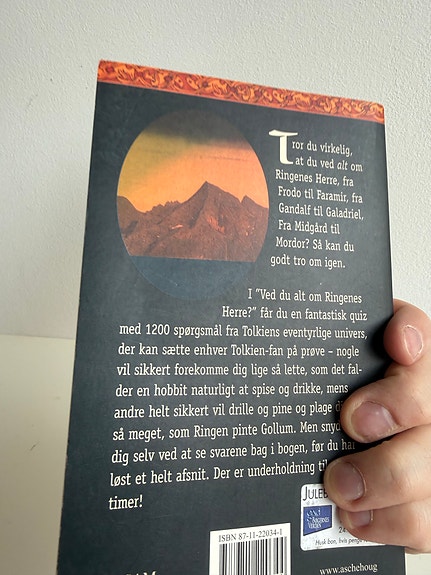 Tror du virkelig,
at du ved alt om
Ringenes Herre, fra
Frodo til Faramir, fra
Gandalf til Galadriel,
Fra Midgård til
Mordor? Så kan du
godt tro om igen.
I "Ved du alt om Ringenes
Herre?" får du en fantastisk quiz
med 1200 spørgsmål fra Tolkiens eventyrlige univers,
der kan sætte enhver Tolkien-fan på prøve – nogle
vil sikkert forekomme dig lige så lette, som det fal-
der en hobbit naturligt at spise og drikke, mens
andre helt sikkert vil drille og pine og plage
så meget, som Ringen pinte Gollum. Men snyd
dig selv ved at se svarene bag i bogen, før du har
løst et helt afsnit. Der er underholdning til
timer!
JULEB
24
Husk bon, hvis
ISBN 87-11-22034-1
www.aschehoug